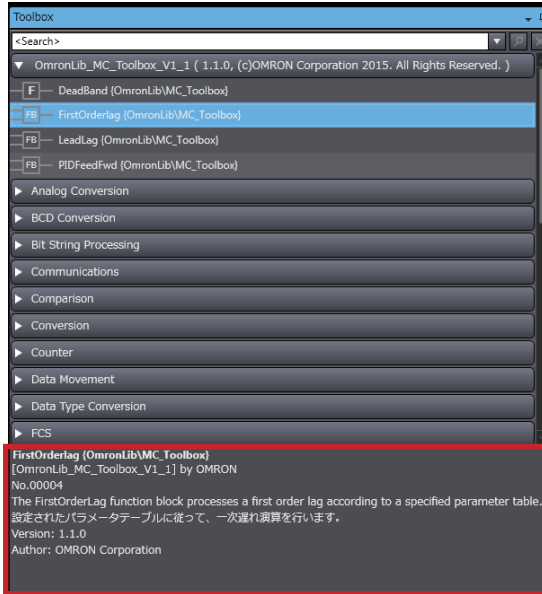 Toolbox
<Search>
OmronLib_MC_Toolbox_V1_1 ( 1.1.0, (c)OMRON Corporation 2015. All Rights Reserved. )
F DeadBand {OmronLib\MC_Toolbox}
FB FirstOrderlag {OmronLib\MC_Toolbox}
FB LeadLag {OmronLib\MC_Toolbox}
FB PIDFeedFwd {OmronLib\MC_Toolbox}
Analog Conversion
BCD Conversion
Bit String Processing
Communications
Comparison
Conversion
Counter
Data Movement
Data Type Conversion
FCS
FirstOrderlag {OmronLib\MC_Toolbox}
[OmronLib_MC_Toolbox_V1_1] by OMRON
No.00004
The FirstOrderLag function block processes a first order lag according to a specified parameter table.
設定されたパラメータテーブルに従って、一次遅れ演算を行います。
Version: 1.1.0
Author: OMRON Corporation